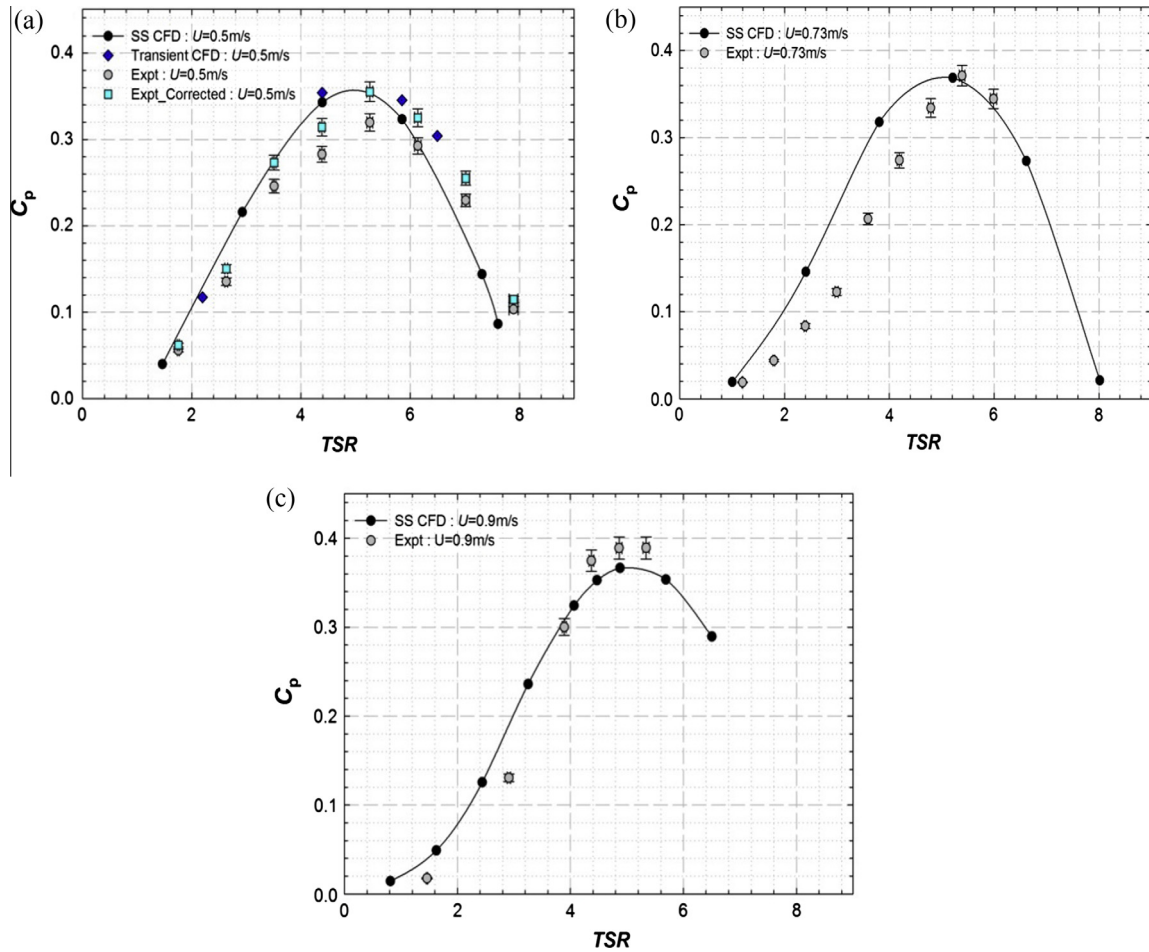 (a)
SS CFD : U=0.5m/s
Transient CFD : U=0.5m/s
Expt : U=0.5m/s
Expt_Corrected : U=0.5m/s
0.4
0.3
0.2
0.1
0.0
Cp
0 2 4 6 8
TSR
(b)
SS CFD : U=0.73m/s
Expt : U=0.73m/s
0.4
0.3
0.2
0.1
0.0
Cp
0 2 4 6 8
TSR
(c)
SS CFD : U=0.9m/s
Expt : U=0.9m/s
0.4
0.3
0.2
0.1
0.0
Cp
0 2 4 6 8
TSR